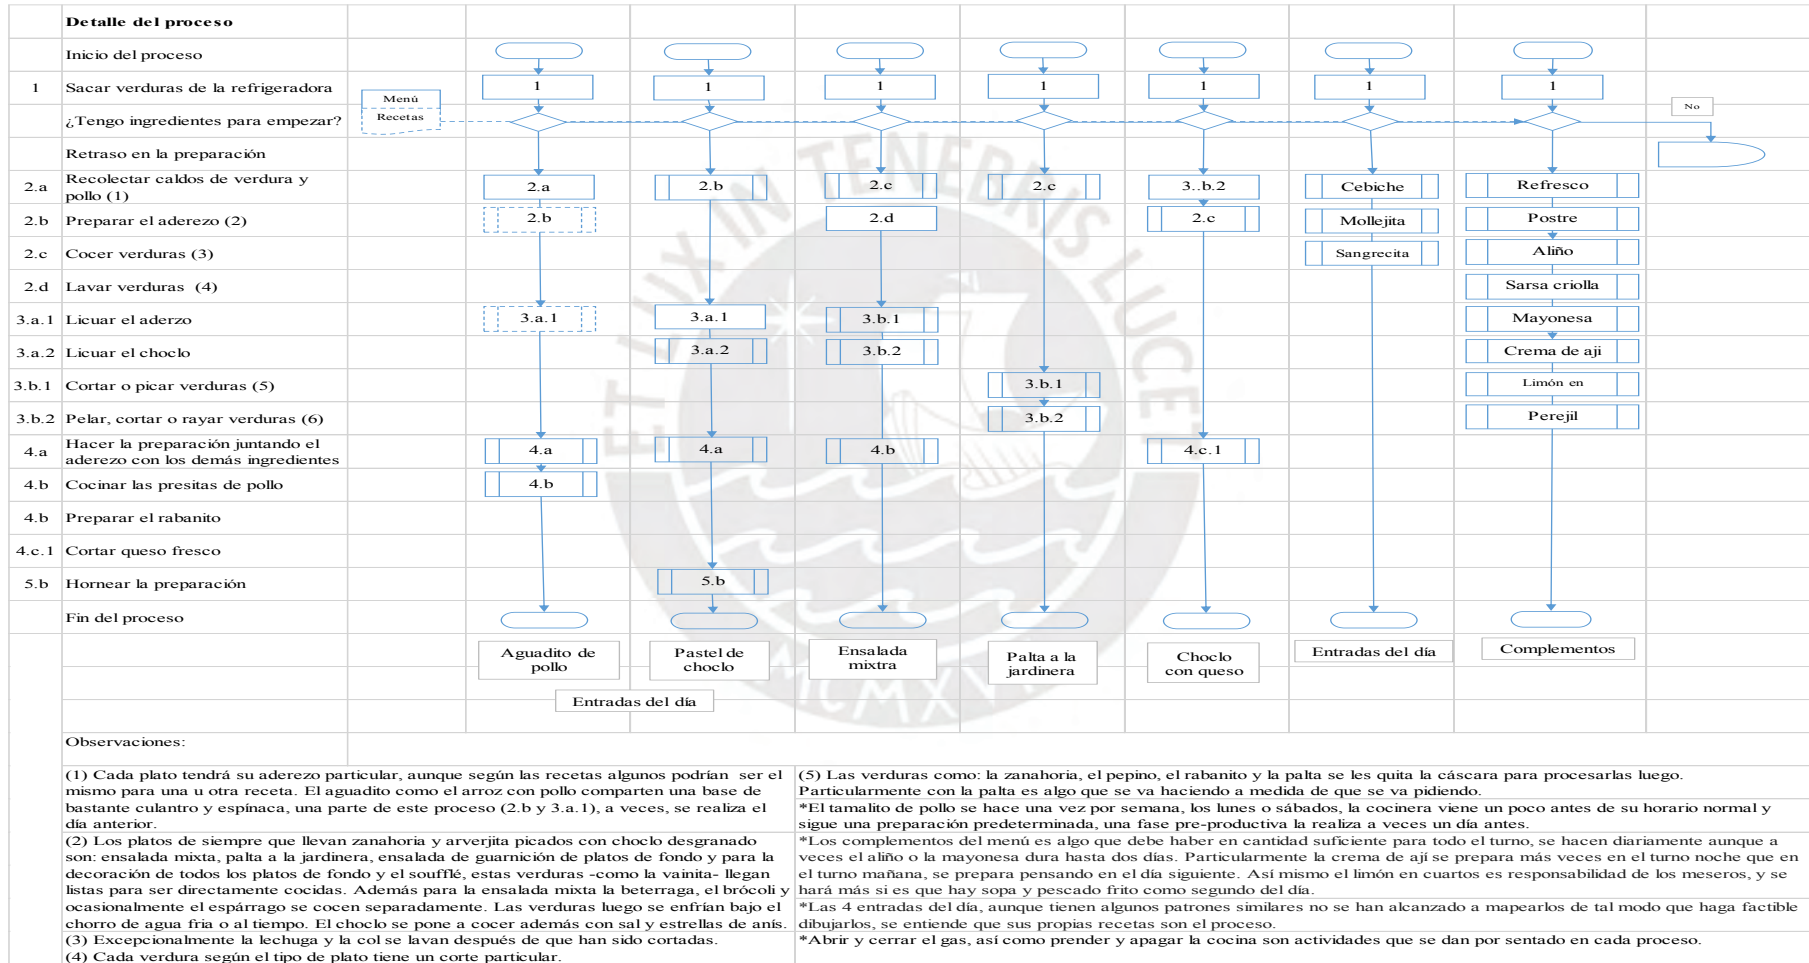 Detalle del proceso
Inicio del proceso
1 Sacar verduras de la refrigeradora 1 1 1 1 1 1 1
Menú
Recetas
¿Tengo ingredientes para empezar?
No
Retraso en la preparación
2.a Recolectar caldos de verdura y
pollo (1)
2.a 2.b 2.c 2.c 3..b.2 Cebiche Refresco
2.b Preparar el aderezo (2) 2.b 2.d 2.c Mollejita Postre
2.c Cocer verduras (3) Sangrecita Aliño
2.d Lavar verduras (4) Sarsa criolla
3.a.1 Licuar el aderzo 3.a.1 3.a.1 3.b.1 Mayonesa
3.a.2 Licuar el choclo 3.a.2 3.b.2 Crema de aji
3.b.1 Cortar o picar verduras (5) 3.b.1 Limón en
3.b.2 Pelar, cortar o rayar verduras (6) 3.b.2 Perejil
4.a Hacer la preparación juntando el
aderezo con los demás ingredientes
4.a 4.a 4.b 4.c.1
4.b Cocinar las presitas de pollo 4.b
4.b Preparar el rabanito
4.c.1 Cortar queso fresco
5.b Hornear la preparación 5.b
Fin del proceso
Aguadito de
pollo
Pastel de
choclo
Ensalada
mixtra
Palta a la
jardinera
Choclo
con queso
Entradas del día
Complementos
Entradas del día
Observaciones:
(1) Cada plato tendrá su aderezo particular, aunque según las recetas algunos podrían ser el
mismo para una u otra receta. El aguadito como el arroz con pollo comparten una base de
bastante culantro y espínaca, una parte de este proceso (2.b y 3.a.1), a veces, se realiza el
día anterior.
(2) Los platos de siempre que llevan zanahoria y arverjita picados con choclo desgranado
son: ensalada mixta, palta a la jardinera, ensalada de guarnición de platos de fondo y para la
decoración de todos los platos de fondo y el soufflé, estas verduras -como la vainita- llegan
listas para ser directamente cocidas. Además para la ensalada mixta la beterraga, el brócoli y
ocasionalmente el espárrago se cocen separadamente. Las verduras luego se enfrían bajo el
chorro de agua fria o al tiempo. El choclo se pone a cocer además con sal y estrellas de anís.
(3) Excepcionalmente la lechuga y la col se lavan después de que han sido cortadas.
(4) Cada verdura según el tipo de plato tiene un corte particular.
(5) Las verduras como: la zanahoria, el pepino, el rabanito y la palta se les quita la cáscara para procesarlas luego.
Particularmente con la palta es algo que se va haciendo a medida de que se va pidiendo.
*El tamalito de pollo se hace una vez por semana, los lunes o sábados, la cocinera viene un poco antes de su horario normal y
sigue una preparación predeterminada, una fase pre-productiva la realiza a veces un día antes.
*Los complementos del menú es algo que debe haber en cantidad suficiente para todo el turno, se hacen diariamente aunque a
veces el aliño o la mayonesa dura hasta dos días. Particularmente la crema de ají se prepara más veces en el turno noche que en
el turno mañana, se prepara pensando en el día siguiente. Así mismo el limón en cuartos es responsabilidad de los meseros, y se
hará más si es que hay sopa y pescado frito como segundo del día.
*Las 4 entradas del día, aunque tienen algunos patrones similares no se han alcanzado a mapearlos de tal modo que haga factible
dibujarlos, se entiende que sus propias recetas son el proceso.
*Abrir y cerrar el gas, así como prender y apagar la cocina son actividades que se dan por sentado en cada proceso.
ET LUX IN TENEBRIS LUCET